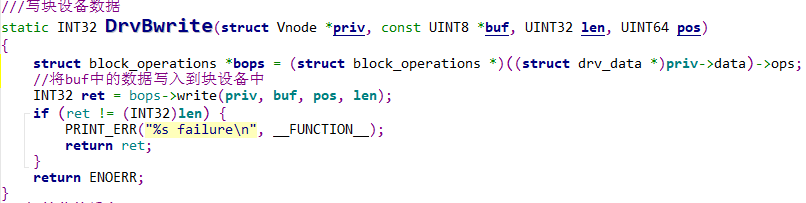 ///写块设备数据
static INT32 DrvBwrite(struct Vnode *priv, const UINT8 *buf, UINT32 len, UINT64 pos)
{
    struct block_operations *bops = (struct block_operations *)((struct drv_data *)priv->data)->ops;
    //将buf中的数据写入到块设备中
    INT32 ret = bops->write(priv, buf, pos, len);
    if (ret != (INT32)len) {
        PRINT_ERR("%s failure\n", __FUNCTION__);
        return ret;
    }
    return ENOERR;
}